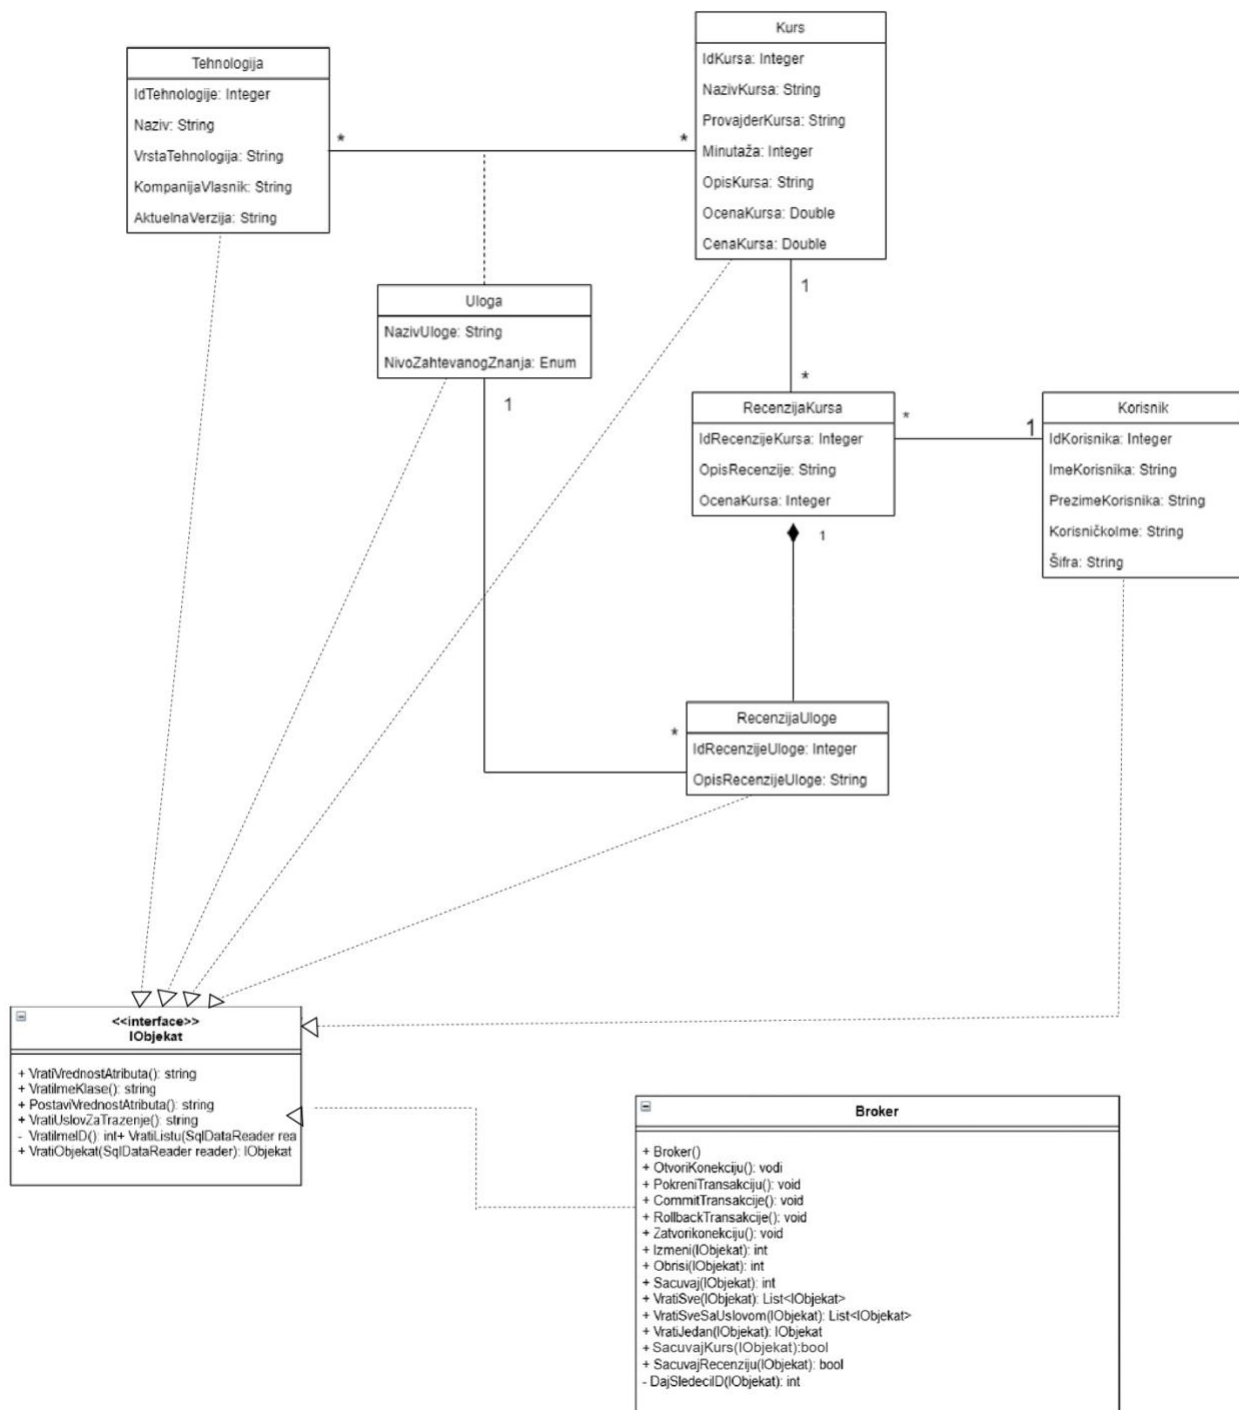 Kurs
IdKursa: Integer
NazivKursa: String
ProvajderKursa: String
Minutaža: Integer
OpisKursa: String
OcenaKursa: Double
CenaKursa: Double
Tehnologija
IdTehnologije: Integer
Naziv: String
VrstaTehnologija: String
KompanijaVlasnik: String
AktuelnaVerzija: String
*
*
Uloga
NazivUloge: String
NivoZahtevanogZnanja: Enum
1
1
*
RecenzijaKursa
IdRecenzijeKursa: Integer
OpisRecenzije: String
OcenaKursa: Integer
*
1
Korisnik
IdKorisnika: Integer
ImeKorisnika: String
PrezimeKorisnika: String
KorisničkoIme: String
Šifra: String
1
RecenzijaUloge
IdRecenzijeUloge: Integer
OpisRecenzijeUloge: String
*
<<interface>>
IObjekat
+ VratiVrednostAtributa(): string
+ VratiImeKlase(): string
+ PostaviVrednostAtributa(): string
+ VratiUslovZaTrazenje(): string
- VratiImeID(): int+ VratiListu(SqlDataReader rea
+ VratiObjekat(SqlDataReader reader): IObjekat
Broker
+ Broker()
+ OtvoriKonekciju(): vodi
+ PokreniTransakciju(): void
+ CommitTransakcije(): void
+ RollbackTransakcije(): void
+ Zatvorikonekciju(): void
+ Izmeni(IObjekat): int
+ Obrisi(IObjekat): int
+ Sacuvaj(IObjekat): int
+ VratiSve(IObjekat): List<IObjekat>
+ VratiSveSaUslovom(IObjekat): List<IObjekat>
+ VratiJedan(IObjekat): IObjekat
+ SacuvajKurs(IObjekat):bool
+ SacuvajRecenziju(IObjekat): bool
- DajSledeciID(IObjekat): int